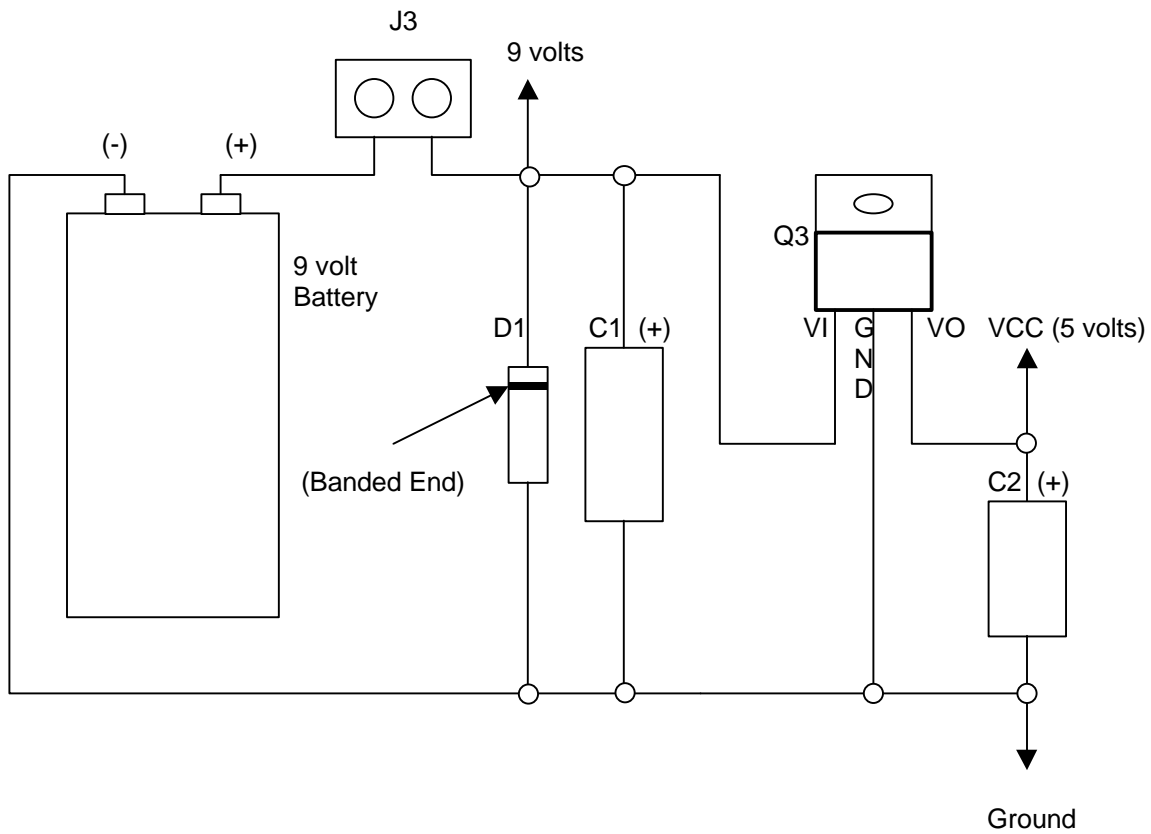 J3
9 volts
(-)
(+)
9 volt
Battery
Q3
VI
G
N
D
VO
VCC (5 volts)
D1
C1 (+)
(Banded End)
C2 (+)
Ground